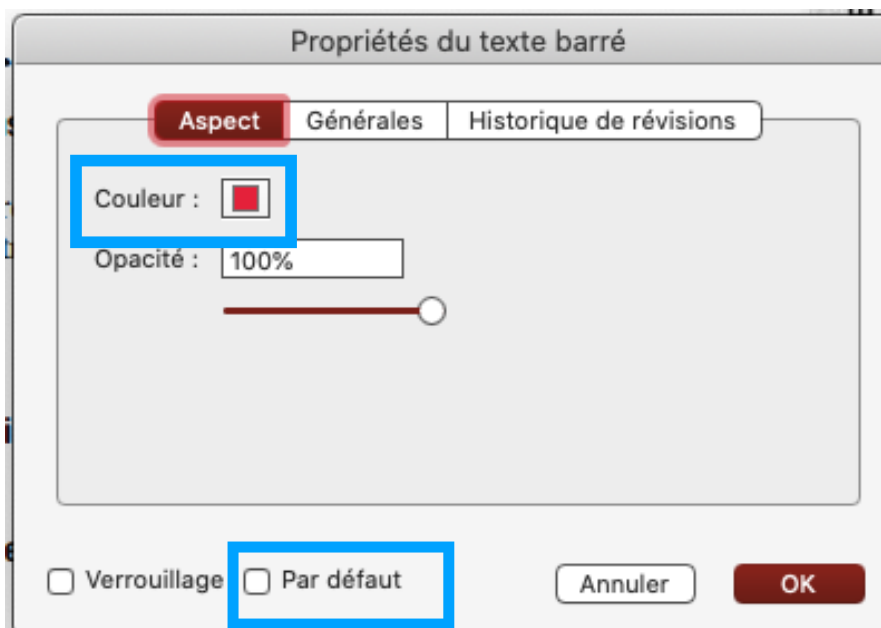 Propriétés du texte barré
Aspect Générales Historique de révisions
Couleur :
Opacité : 100%
Verrouillage Par défaut Annuler OK